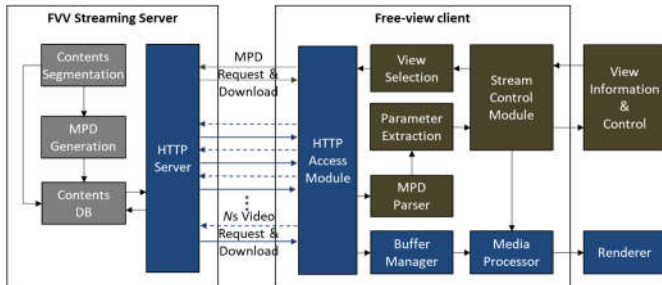 FVV Streaming Server
Free-view client
Contents
Segmentation
MPD
Generation
Contents
DB
HTTP
Server
MPD
Request &
Download
Ns Video
Request &
Download
HTTP
Access
Module
View
Selection
Parameter
Extraction
MPD
Parser
Buffer
Manager
Stream
Control
Module
Media
Processor
View
Information
&
Control
Renderer